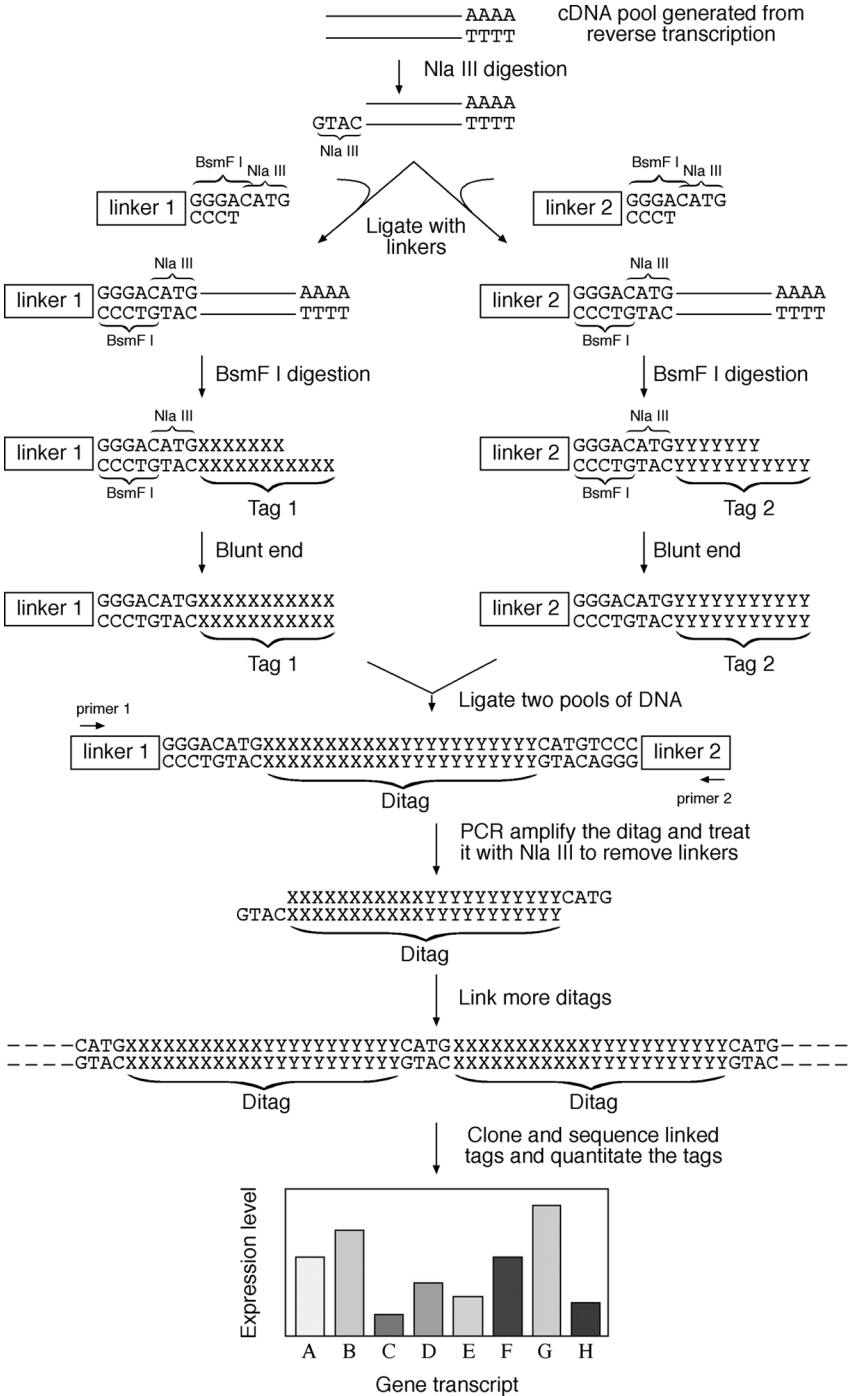 AAAA
TTTT
cDNA pool generated from
reverse transcription
Nla III digestion
AAAA
GTAC TTTT
Nla III
BsmF I Nla III
linker 1 GGGACATG
CCCT
BsmF I Nla III
linker 2 GGGACATG
CCCT
Ligate with
linkers
Nla III
linker 1 GGGACATG AAAA
CCCTGTAC TTTT
BsmF I
Nla III
linker 2 GGGACATG AAAA
CCCTGTAC TTTT
BsmF I
BsmF I digestion
BsmF I digestion
Nla III
linker 1 GGGACATGXXXXXXX
CCCTGTACXXXXXXXXXXX
BsmF I
Tag 1
Nla III
linker 2 GGGACATGYYYYYYY
CCCTGTACYYYYYYYYYYY
BsmF I
Tag 2
Blunt end
Blunt end
linker 1 GGGACATGXXXXXXXXXXX
CCCTGTACXXXXXXXXXXX
Tag 1
linker 2 GGGACATGYYYYYYYYYYY
CCCTGTACYYYYYYYYYYY
Tag 2
Ligate two pools of DNA
primer 1
linker 1 GGGACATGXXXXXXXXXXXYYYYYYYYYYYCATGTCCC linker 2
CCCTGTACXXXXXXXXXXXYYYYYYYYYYYGTACAGGG
Ditag
primer 2
PCR amplify the ditag and treat
it with Nla III to remove linkers
XXXXXXXXXXXYYYYYYYYYYYCATG
GTACXXXXXXXXXXXYYYYYYYYYYY
Ditag
Link more ditags
CATGXXXXXXXXXXXYYYYYYYYYYYCATGXXXXXXXXXXXYYYYYYYYYYYCATG
GTACXXXXXXXXXXXYYYYYYYYYYYGTACXXXXXXXXXXXYYYYYYYYYYYGTAC
Ditag Ditag
Clone and sequence linked
tags and quantitate the tags
Expression level
A B C D E F G H
Gene transcript